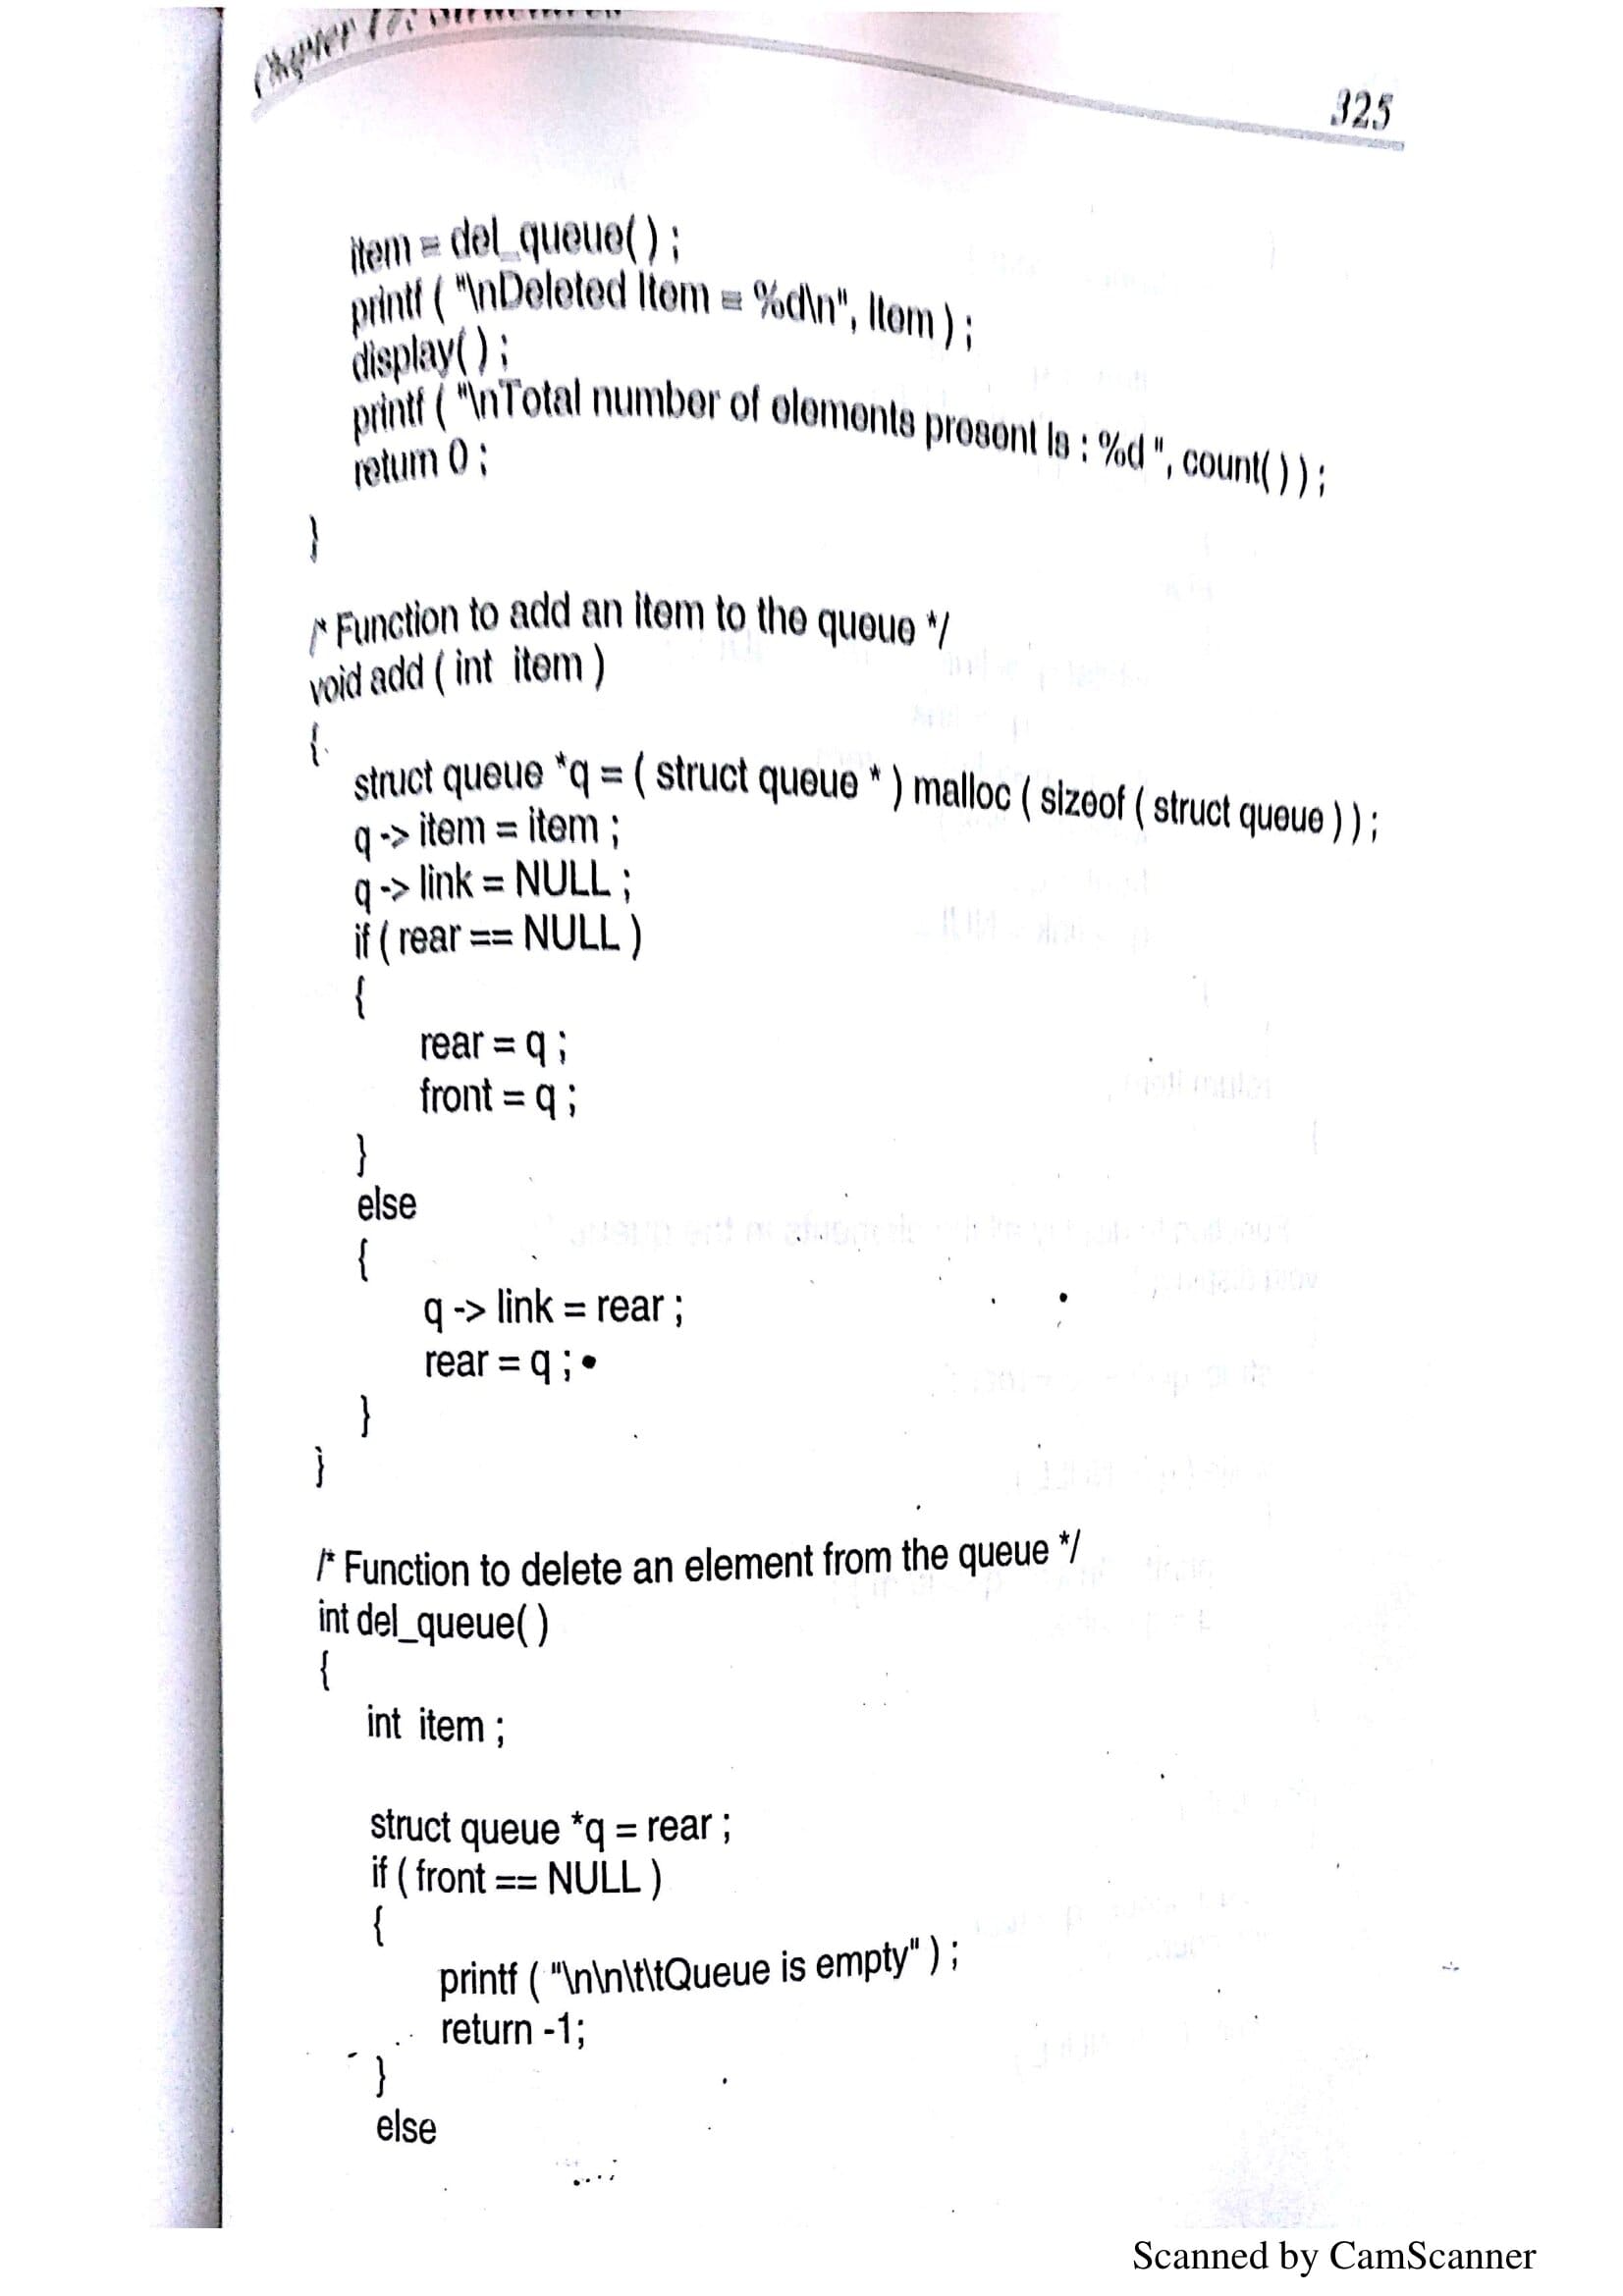 Chapter 17:
325
item = del_queue( ) ;
printf ( "\nDeleted Item = %d\n", item ) ;
display( ) ;
printf ( "\nTotal number of elements present is : %d ", count( ) ) ;
return 0 ;
}
/* Function to add an item to the queue */
void add ( int item )
{
struct queue *q = ( struct queue * ) malloc ( sizeof ( struct queue ) ) ;
q -> item = item ;
q -> link = NULL ;
if ( rear == NULL )
{
rear = q ;
front = q ;
}
else
{
q -> link = rear ;
rear = q ;
}
}
/* Function to delete an element from the queue */
int del_queue( )
{
int item ;
struct queue *q = rear ;
if ( front == NULL )
{
printf ( "\n\n\t\tQueue is empty" ) ;
return -1;
}
else
Scanned by CamScanner